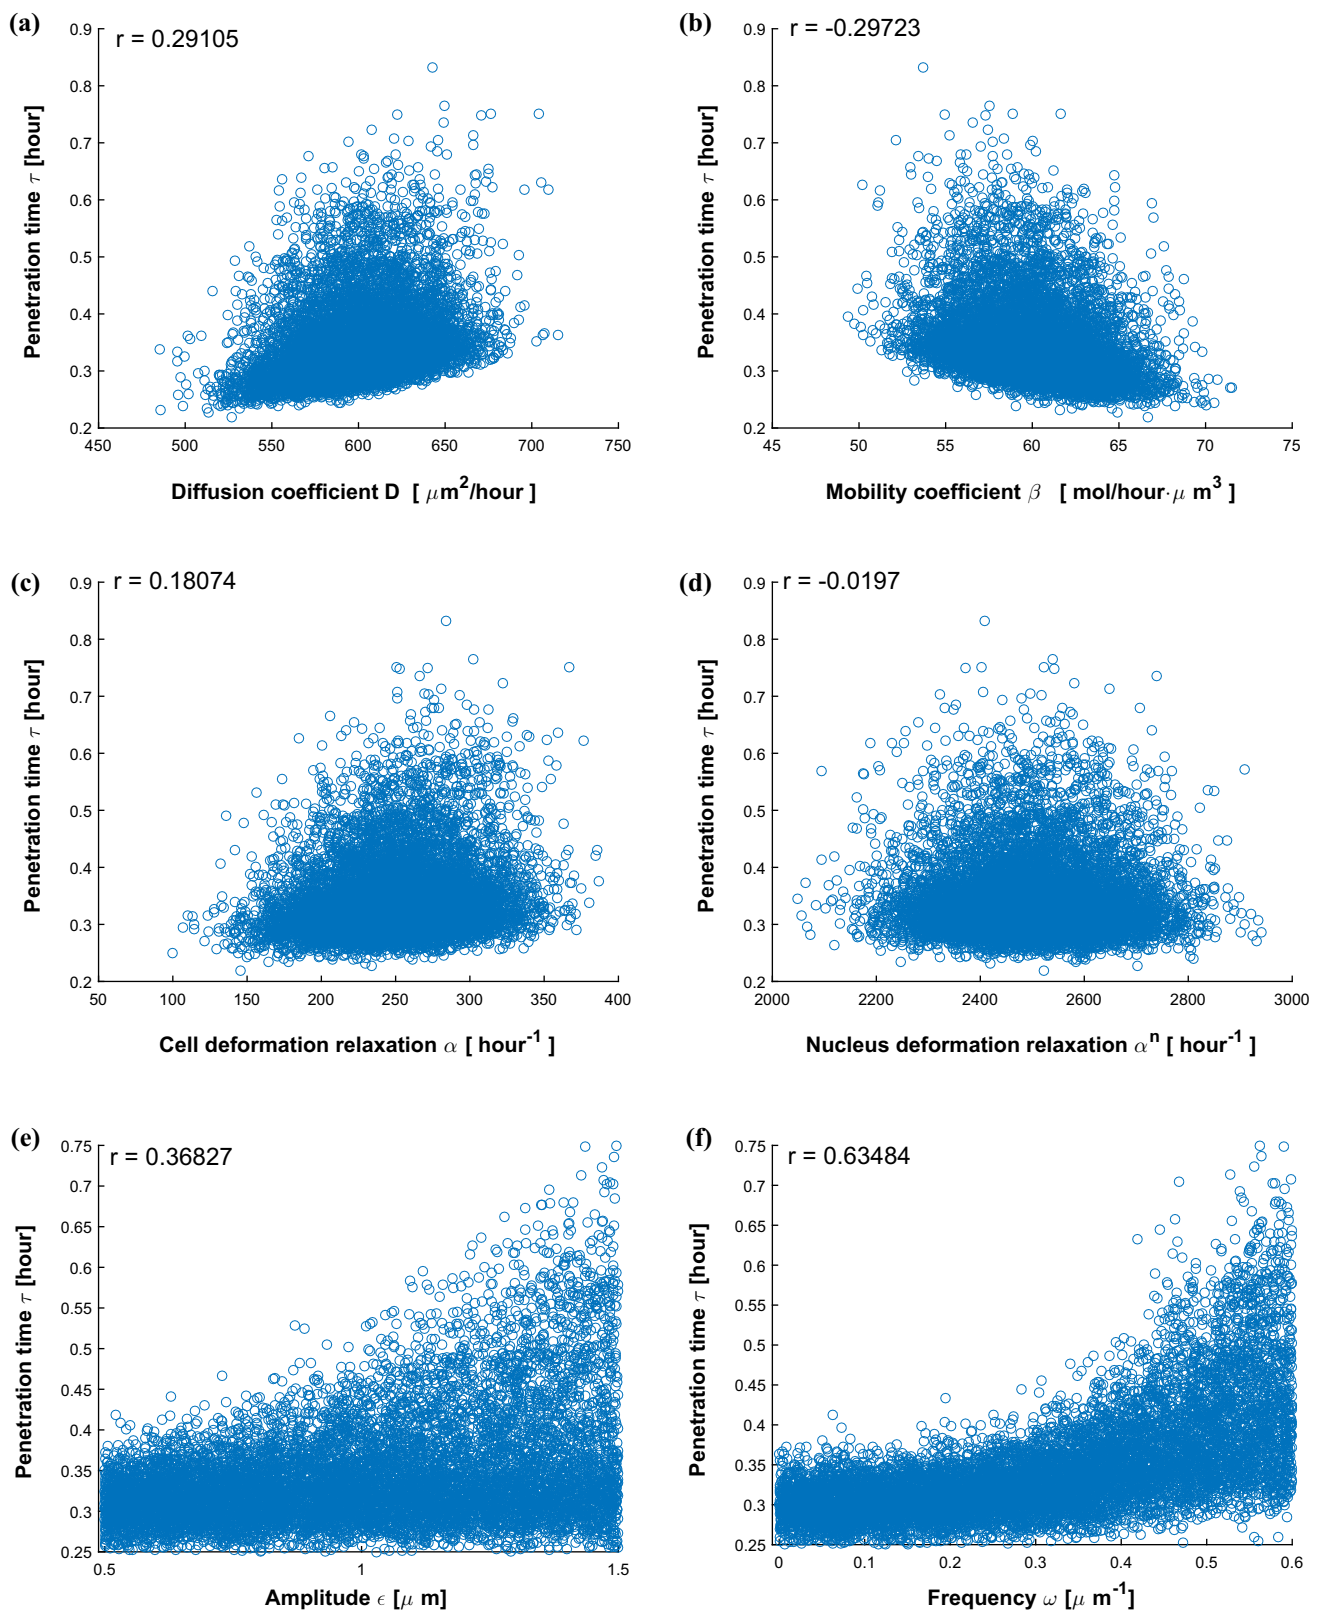 (a)
r = 0.29105
0.9
0.8
0.7
0.6
0.5
0.4
0.3
0.2
450 500 550 600 650 700 750
Penetration time τ [hour]
Diffusion coefficient D [ μm²/hour ]
(b)
r = -0.29723
0.9
0.8
0.7
0.6
0.5
0.4
0.3
0.2
45 50 55 60 65 70 75
Penetration time τ [hour]
Mobility coefficient β [ mol/hour·μ m³ ]
(c)
r = 0.18074
0.9
0.8
0.7
0.6
0.5
0.4
0.3
0.2
50 100 150 200 250 300 350 400
Penetration time τ [hour]
Cell deformation relaxation α [ hour⁻¹ ]
(d)
r = -0.0197
0.9
0.8
0.7
0.6
0.5
0.4
0.3
0.2
2000 2200 2400 2600 2800 3000
Penetration time τ [hour]
Nucleus deformation relaxation αⁿ [ hour⁻¹ ]
(e)
r = 0.36827
0.75
0.7
0.65
0.6
0.55
0.5
0.45
0.4
0.35
0.3
0.25
0.5 1 1.5
Penetration time τ [hour]
Amplitude ϵ [μ m]
(f)
r = 0.63484
0.75
0.7
0.65
0.6
0.55
0.5
0.45
0.4
0.35
0.3
0.25
0 0.1 0.2 0.3 0.4 0.5 0.6
Penetration time τ [hour]
Frequency ω [μ m⁻¹]